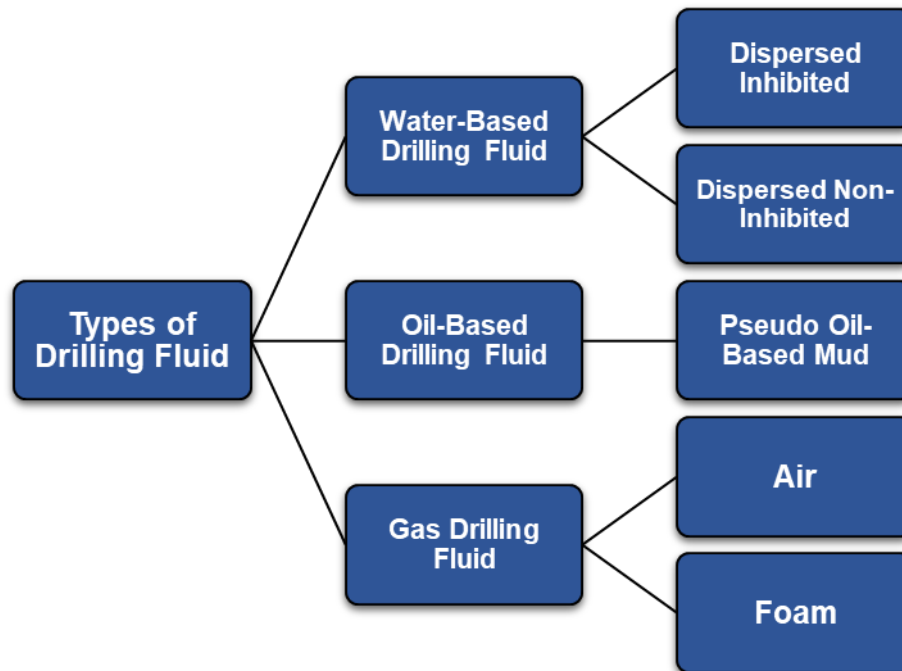 Types of
Drilling Fluid
Water-Based
Drilling Fluid
Dispersed
Inhibited
Dispersed Non-
Inhibited
Oil-Based
Drilling Fluid
Pseudo Oil-
Based Mud
Gas Drilling
Fluid
Air
Foam